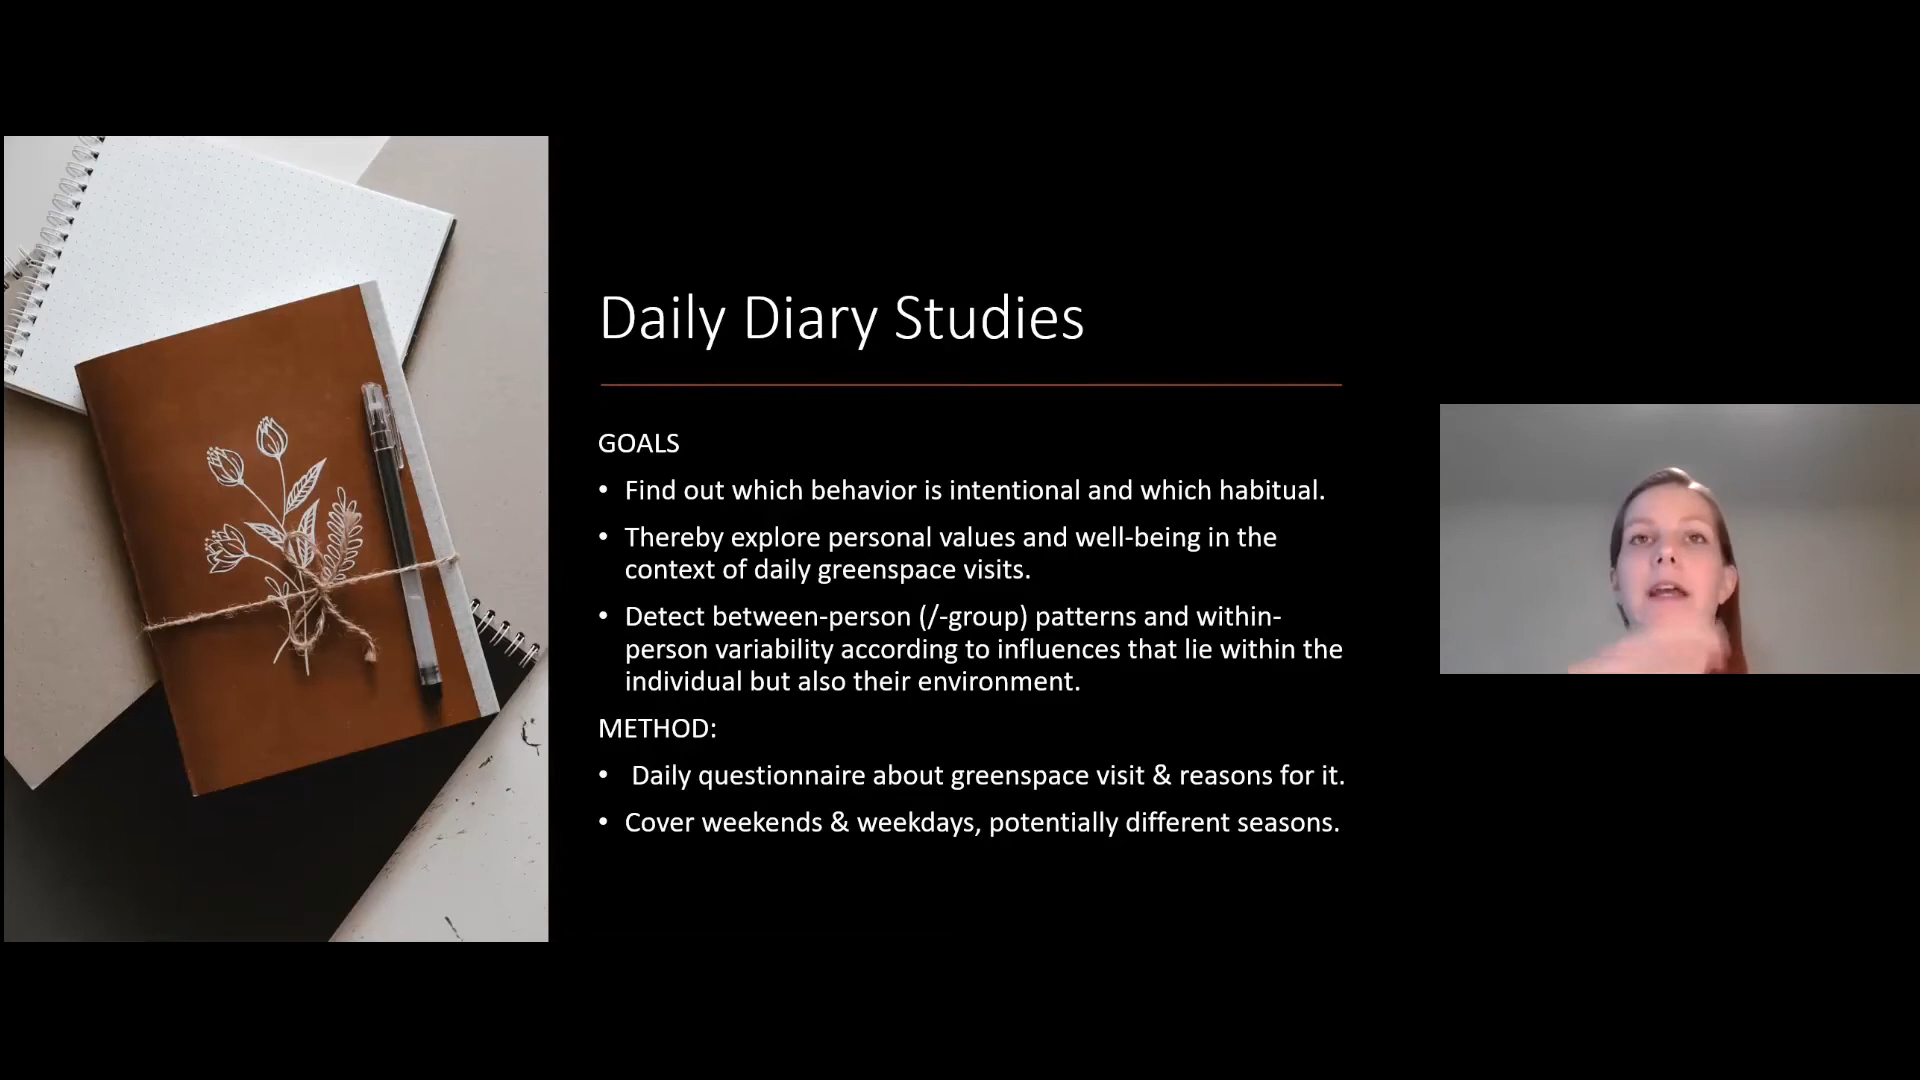 Daily Diary Studies
GOALS
• Find out which behavior is intentional and which habitual.
• Thereby explore personal values and well-being in the
context of daily greenspace visits.
• Detect between-person (/-group) patterns and within-
person variability according to influences that lie within the
individual but also their environment.
METHOD:
• Daily questionnaire about greenspace visit & reasons for it.
• Cover weekends & weekdays, potentially different seasons.